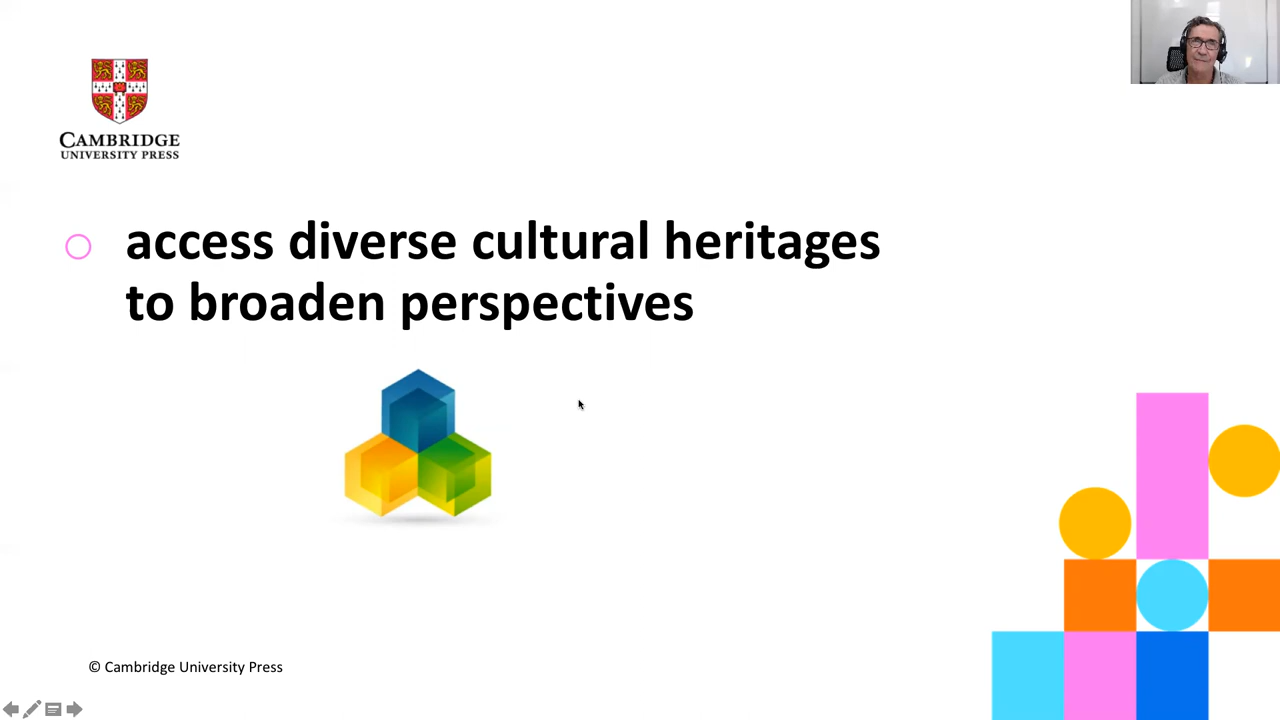 CAMBRIDGE
UNIVERSITY PRESS
access diverse cultural heritages
to broaden perspectives
© Cambridge University Press